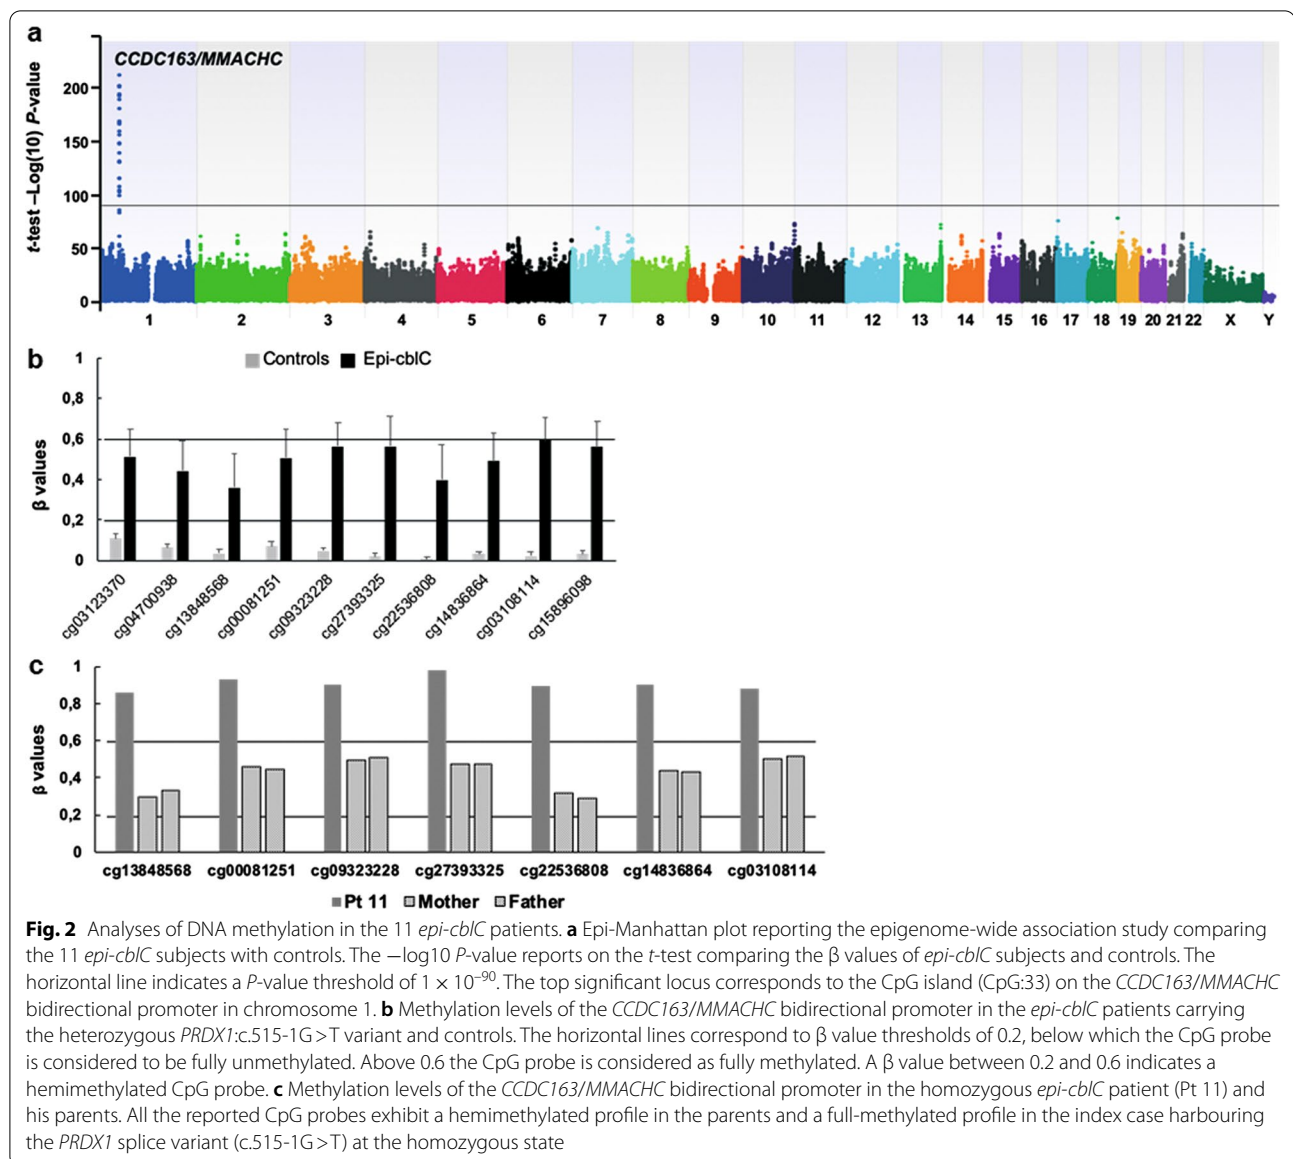 a
CCDC163/MMACHC
t-test –Log(10) P-value
200
150
100
50
0
1 2 3 4 5 6 7 8 9 10 11 12 13 14 15 16 17 18 19 20 21 22 X Y
b
Controls Epi-cblC
β values
1
0,8
0,6
0,4
0,2
0
cg03123370 cg04700938 cg13848568 cg00081251 cg09323228 cg27393325 cg22536808 cg14836864 cg03108114 cg15896098
c
β values
1
0,8
0,6
0,4
0,2
0
cg13848568 cg00081251 cg09323228 cg27393325 cg22536808 cg14836864 cg03108114
Pt 11 Mother Father
Fig. 2 Analyses of DNA methylation in the 11 epi-cblC patients. a Epi-Manhattan plot reporting the epigenome-wide association study comparing
the 11 epi-cblC subjects with controls. The −log10 P-value reports on the t-test comparing the β values of epi-cblC subjects and controls. The
horizontal line indicates a P-value threshold of 1 × 10⁻⁹⁰. The top significant locus corresponds to the CpG island (CpG:33) on the CCDC163/MMACHC
bidirectional promoter in chromosome 1. b Methylation levels of the CCDC163/MMACHC bidirectional promoter in the epi-cblC patients carrying
the heterozygous PRDX1:c.515-1G > T variant and controls. The horizontal lines correspond to β value thresholds of 0.2, below which the CpG probe
is considered to be fully unmethylated. Above 0.6 the CpG probe is considered as fully methylated. A β value between 0.2 and 0.6 indicates a
hemimethylated CpG probe. c Methylation levels of the CCDC163/MMACHC bidirectional promoter in the homozygous epi-cblC patient (Pt 11) and
his parents. All the reported CpG probes exhibit a hemimethylated profile in the parents and a full-methylated profile in the index case harbouring
the PRDX1 splice variant (c.515-1G > T) at the homozygous state